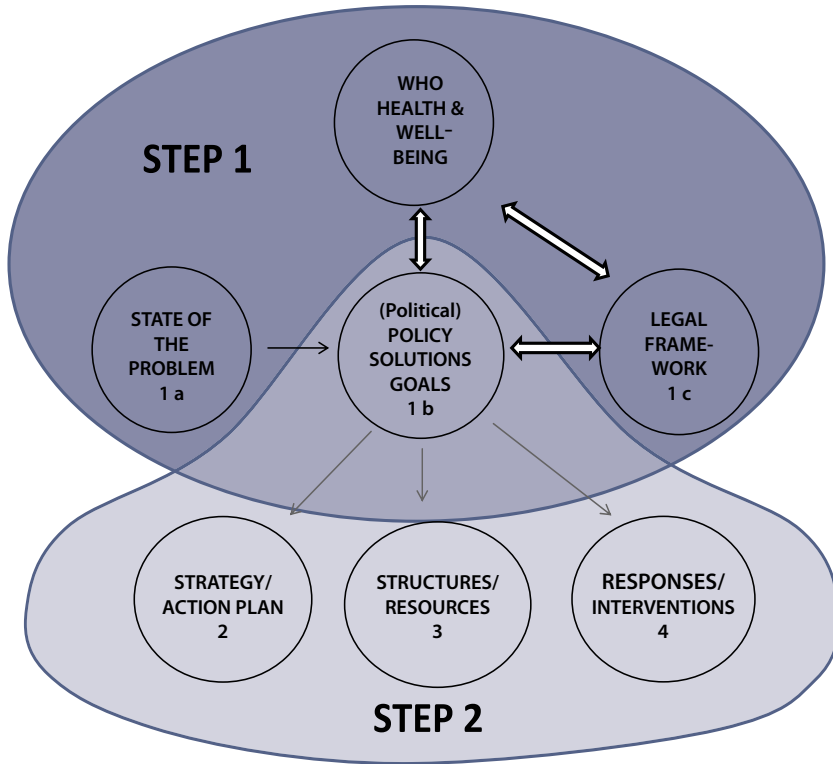 WHO
HEALTH &
WELL-
BEING
STEP 1
STATE OF
THE
PROBLEM
1 a
(Political)
POLICY
SOLUTIONS
GOALS
1 b
LEGAL
FRAME-
WORK
1 c
STRATEGY/
ACTION PLAN
2
STRUCTURES/
RESOURCES
3
RESPONSES/
INTERVENTIONS
4
STEP 2